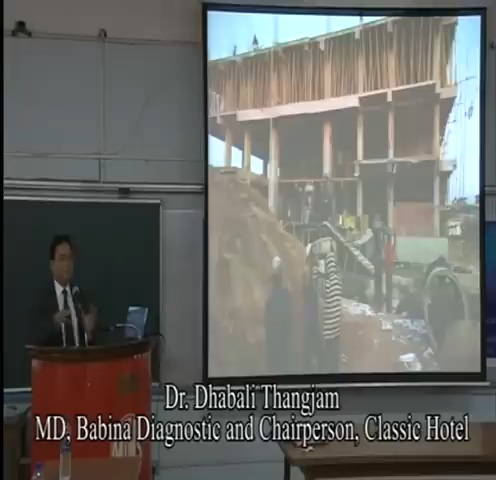 Dr. Dhabali Thangjam
MD, Babina Diagnostic and Chairperson, Classic Hotel